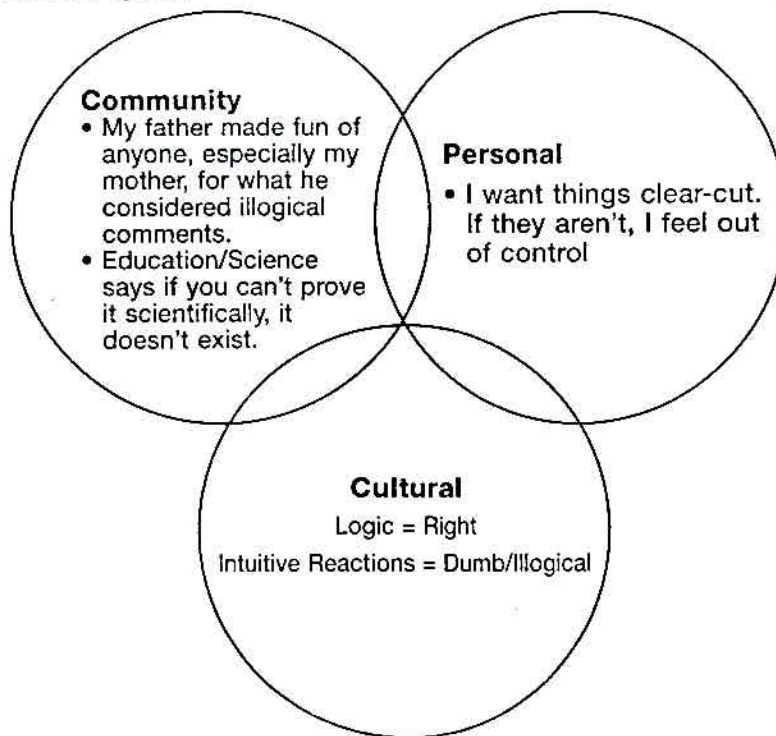 Community
• My father made fun of
anyone, especially my
mother, for what he
considered illogical
comments.
• Education/Science
says if you can't prove
it scientifically, it
doesn't exist.
Personal
• I want things clear-cut.
If they aren't, I feel out
of control
Cultural
Logic = Right
Intuitive Reactions = Dumb/Illogical